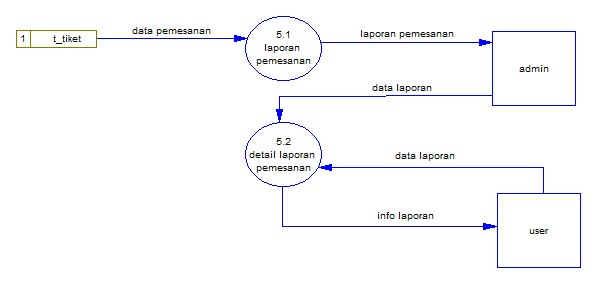 1 t_tiket
data pemesanan
5.1
laporan
pemesanan
laporan pemesanan
admin
data laporan
5.2
detail laporan
pemesanan
data laporan
info laporan
user